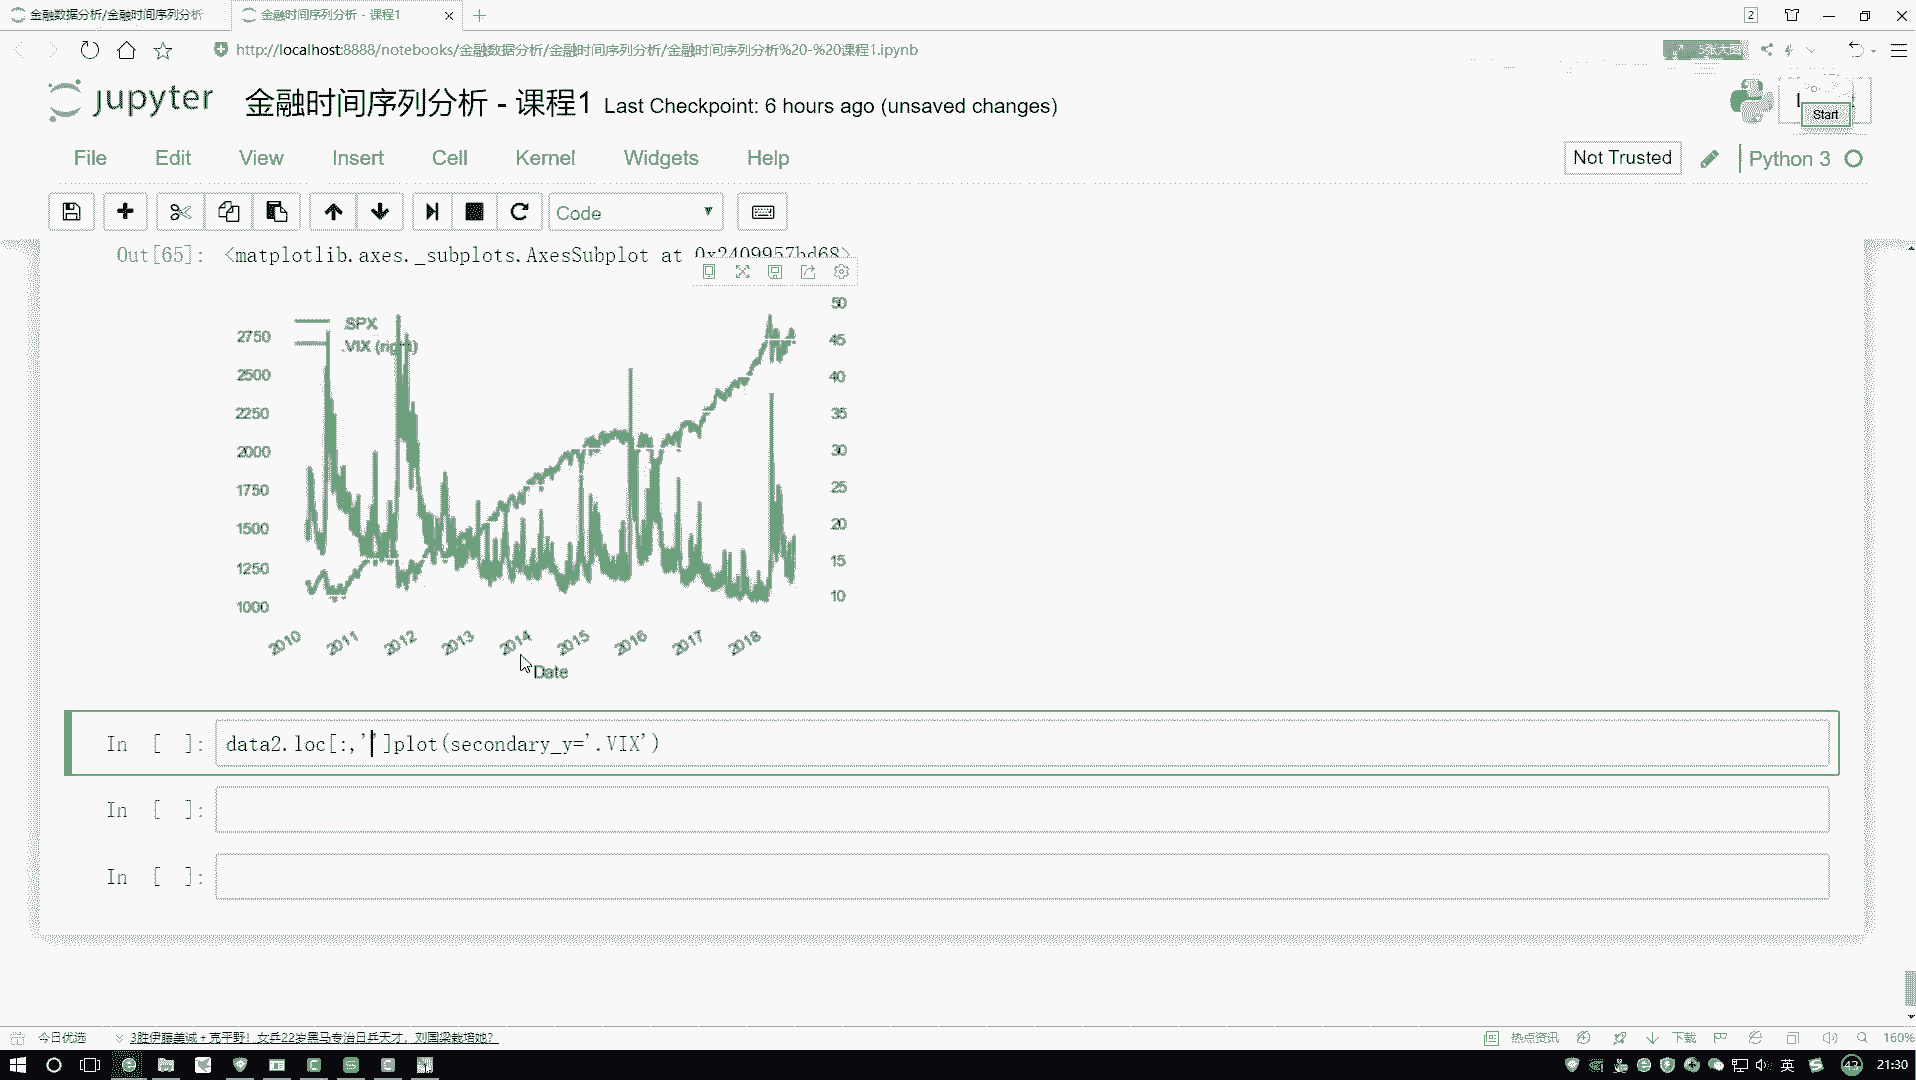 金融数据分析/金融时间序列分析
金融时间序列分析 - 课程1
2
http://localhost:8888/notebooks/金融数据分析/金融时间序列分析/金融时间序列分析%20-%20课程1.ipynb
5张大图
jupyter
金融时间序列分析 - 课程1
Last Checkpoint: 6 hours ago (unsaved changes)
Start
File Edit View Insert Cell Kernel Widgets Help
Not Trusted
Python 3
Code
Out[65]: <matplotlib.axes._subplots.AxesSubplot at 0x2409957bd68>
.SPX
.VIX (right)
2750
2500
2250
2000
1750
1500
1250
1000
50
45
40
35
30
25
20
15
10
2010 2011 2012 2013 2014 2015 2016 2017 2018
Date
In [ ]: data2.loc[:,'']plot(secondary_y='.VIX')
In [ ]:
In [ ]:
今日优选
3胜伊藤美诚+克平野!女乒22岁黑马专治日乒天才,刘国梁栽培她?
热点资讯
下载
160%
英
43
21:30